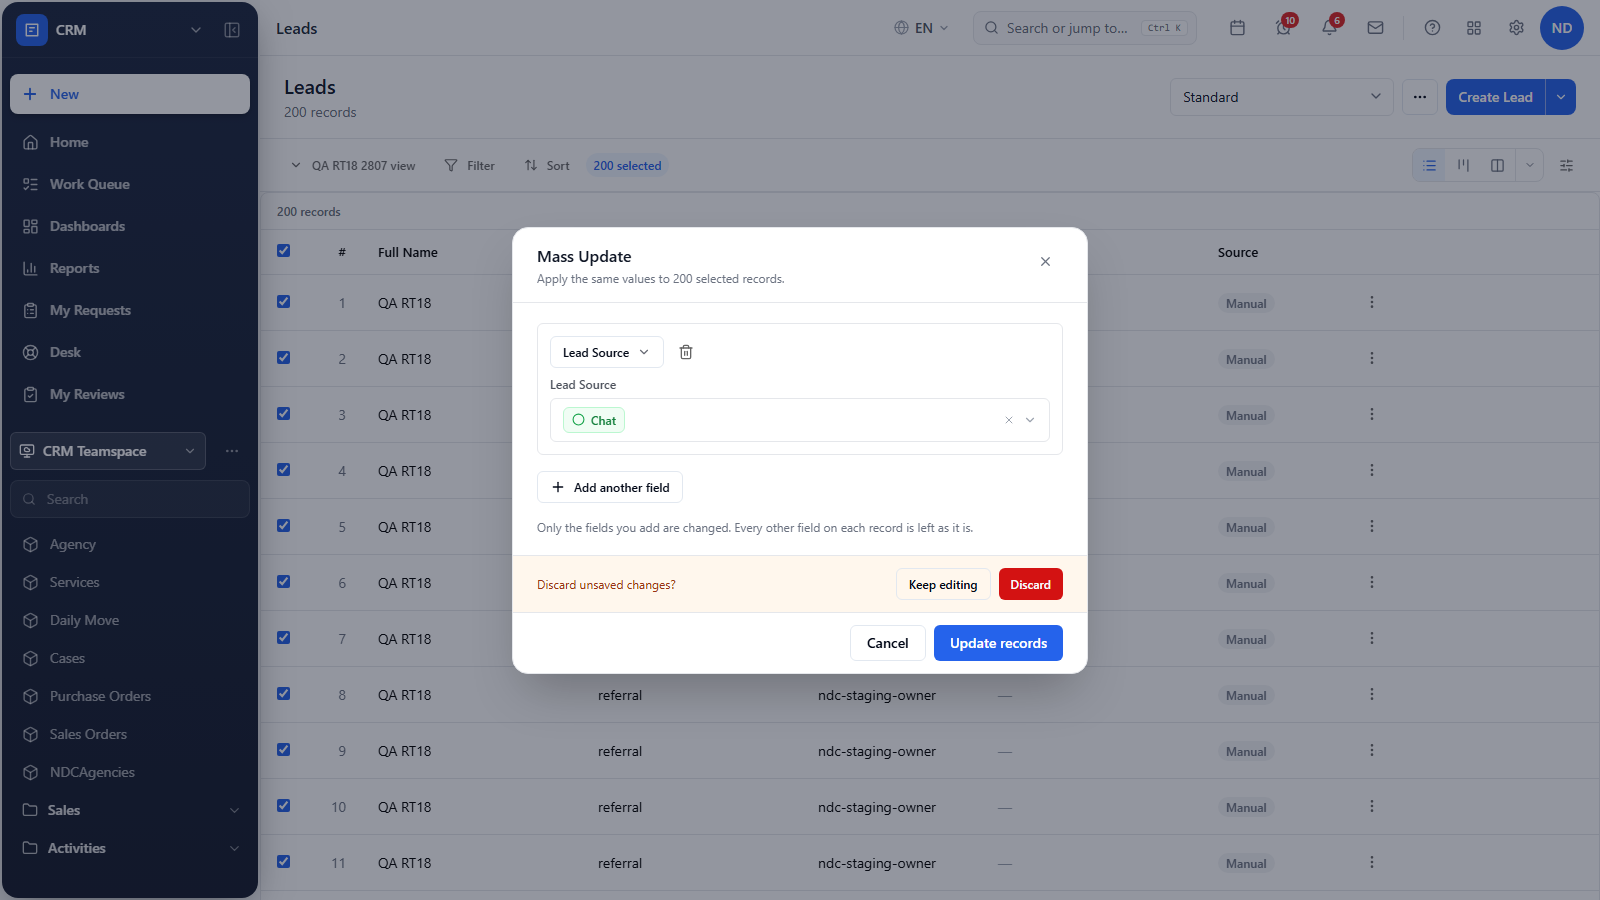 CRM
Leads
EN
Search or jump to...
Ctrl K
10
6
ND
New
Home
Work Queue
Dashboards
Reports
My Requests
Desk
My Reviews
CRM Teamspace
Search
Agency
Services
Daily Move
Cases
Purchase Orders
Sales Orders
NDCAgencies
Sales
Activities
Leads
200 records
Standard
Create Lead
QA RT18 2807 view
Filter
Sort
200 selected
200 records
# Full Name Source
1 QA RT18 Manual
2 QA RT18 Manual
3 QA RT18 Manual
4 QA RT18 Manual
5 QA RT18 Manual
6 QA RT18 Manual
7 QA RT18 Manual
8 QA RT18 referral ndc-staging-owner — Manual
9 QA RT18 referral ndc-staging-owner — Manual
10 QA RT18 referral ndc-staging-owner — Manual
11 QA RT18 referral ndc-staging-owner — Manual
Mass Update
Apply the same values to 200 selected records.
Lead Source
Lead Source
Chat
Add another field
Only the fields you add are changed. Every other field on each record is left as it is.
Discard unsaved changes?
Keep editing
Discard
Cancel
Update records